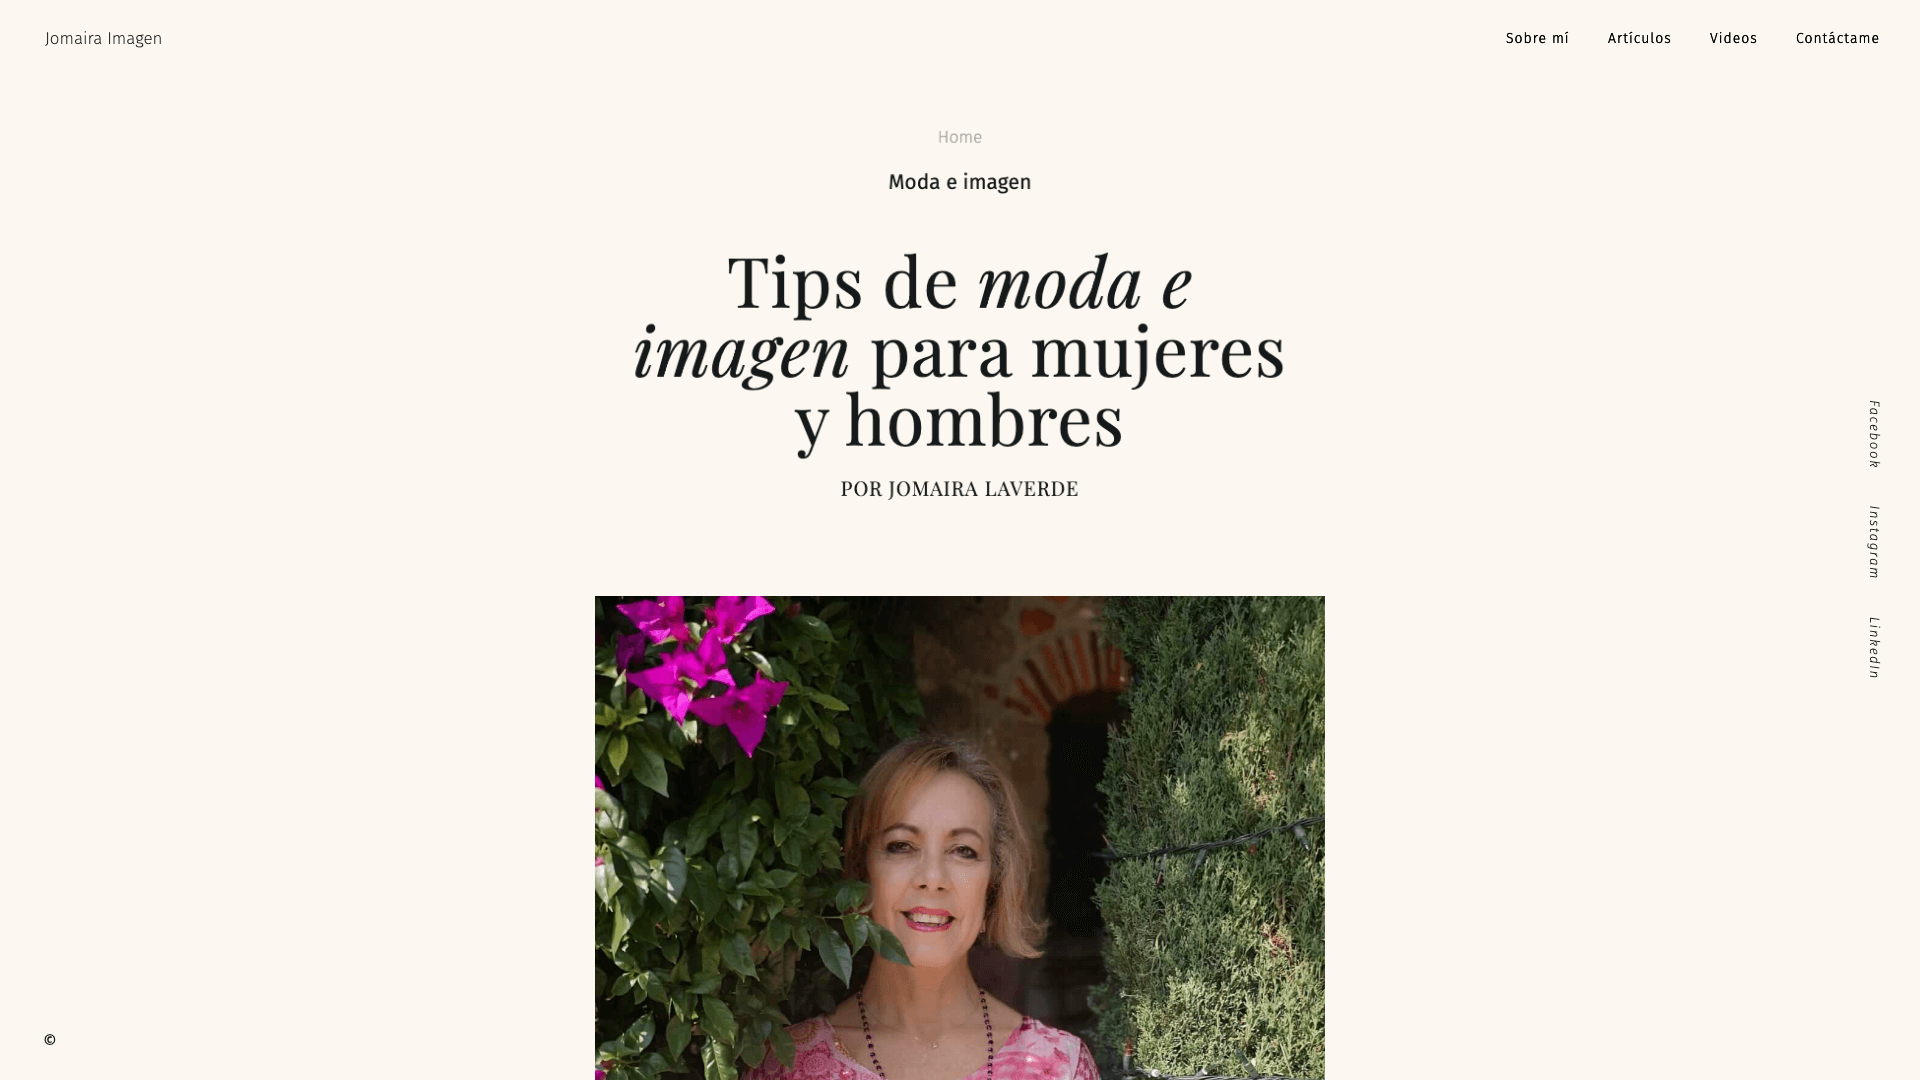 Jomaira Imagen
Sobre mí
Artículos
Videos
Contáctame
Home
Moda e imagen
Tips de moda e
imagen para mujeres
y hombres
POR JOMAIRA LAVERDE
Facebook
Instagram
LinkedIn
©